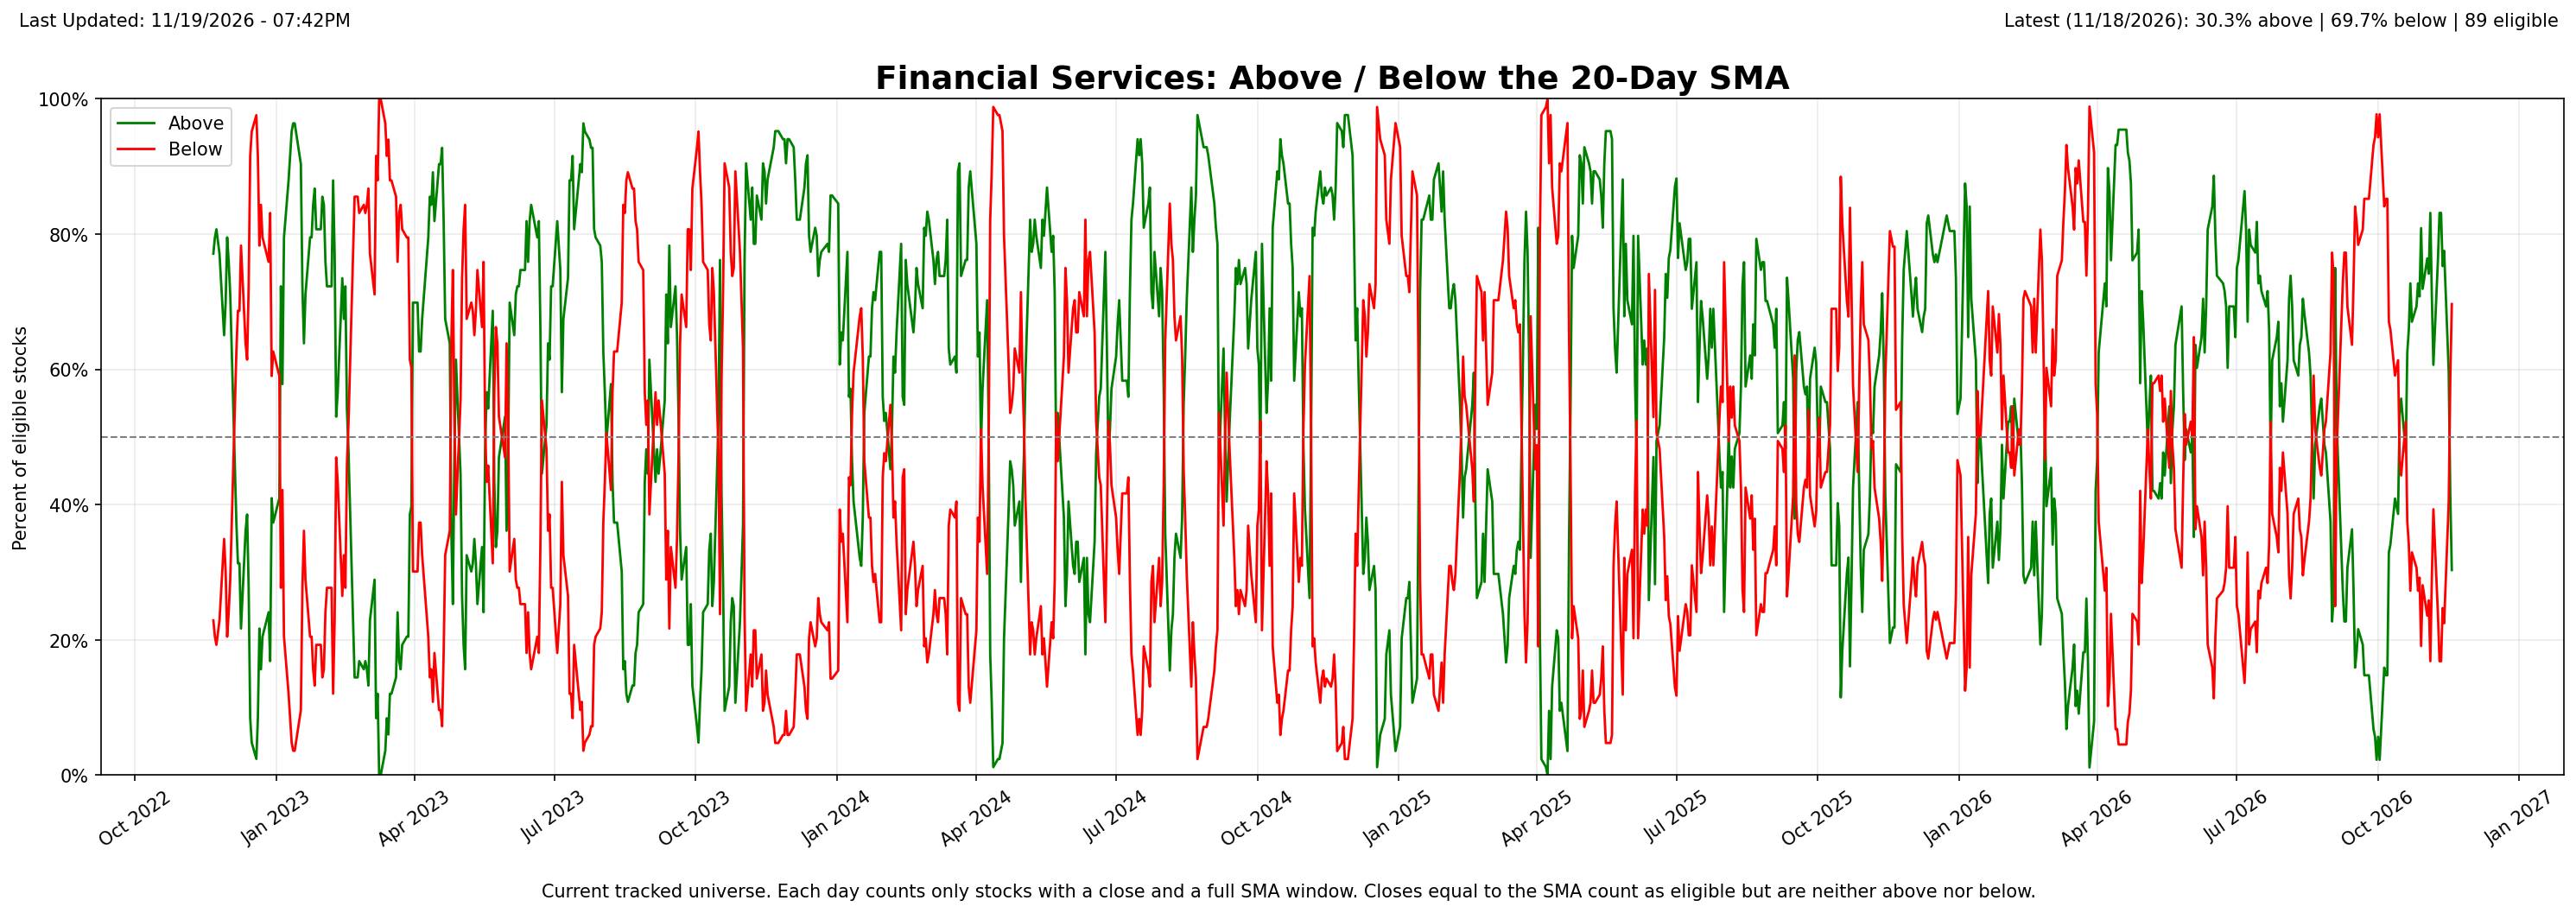 Last Updated: 11/19/2026 - 07:42PM
Latest (11/18/2026): 30.3% above | 69.7% below | 89 eligible
Financial Services: Above / Below the 20-Day SMA
Above
Below
Percent of eligible stocks
100%
80%
60%
40%
20%
0%
Oct 2022
Jan 2023
Apr 2023
Jul 2023
Oct 2023
Jan 2024
Apr 2024
Jul 2024
Oct 2024
Jan 2025
Apr 2025
Jul 2025
Oct 2025
Jan 2026
Apr 2026
Jul 2026
Oct 2026
Jan 2027
Current tracked universe. Each day counts only stocks with a close and a full SMA window. Closes equal to the SMA count as eligible but are neither above nor below.